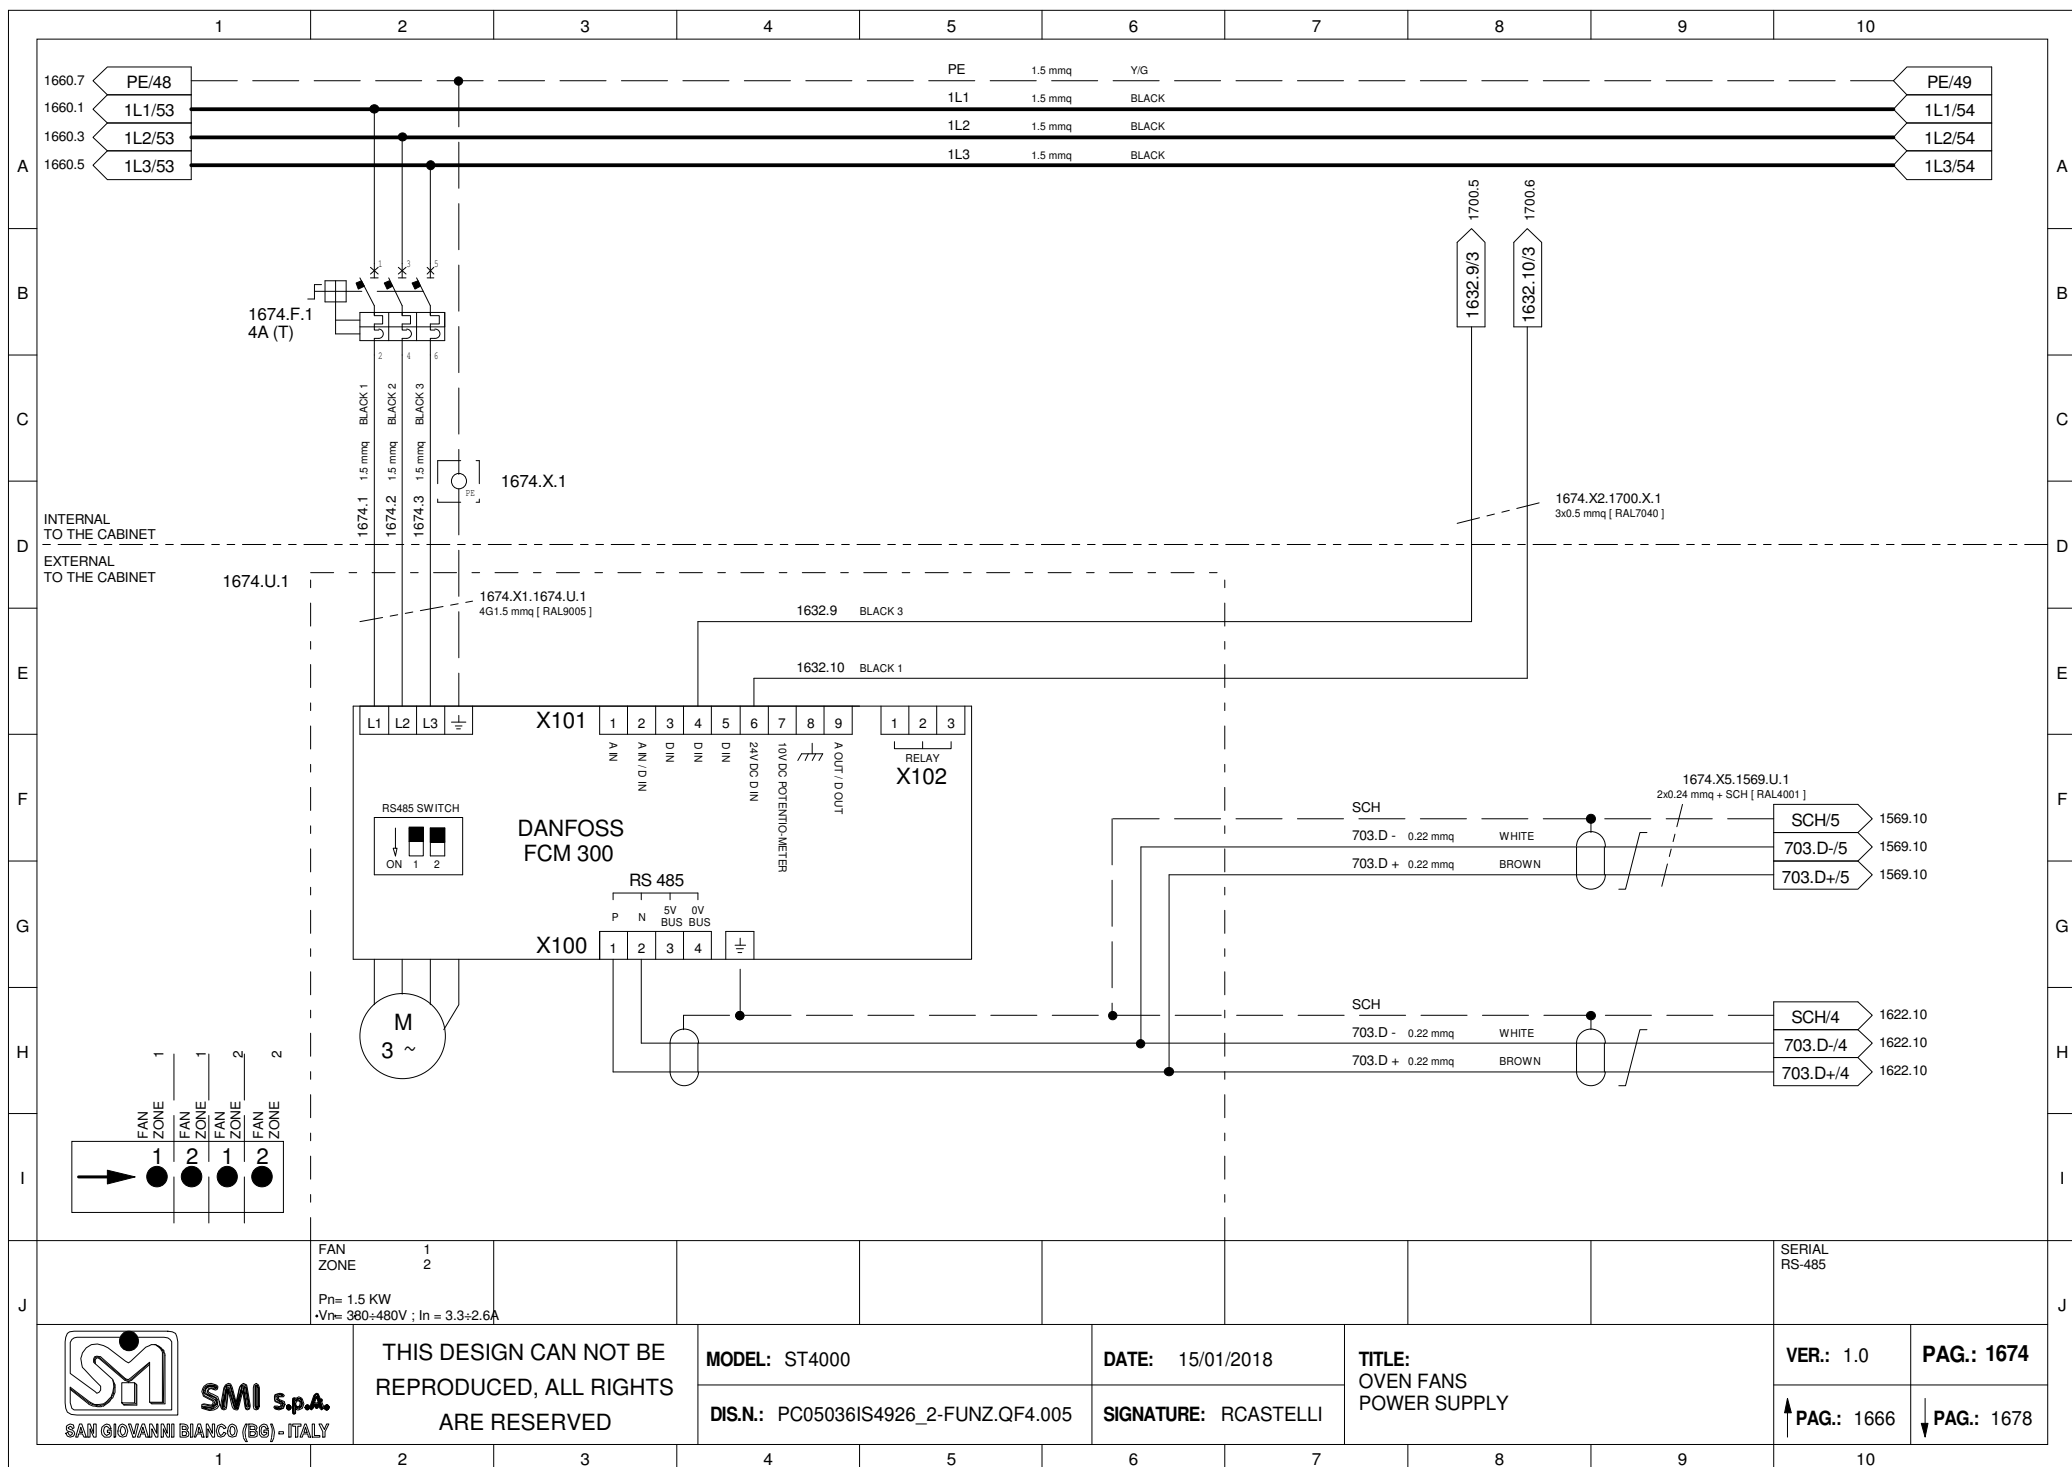 1 2 3 4 5 6 7 8 9 10
1660.7 PE/48 PE 1.5 mmq Y/G PE/49
1660.1 1L1/53 1L1 1.5 mmq BLACK 1L1/54
1660.3 1L2/53 1L2 1.5 mmq BLACK 1L2/54
1660.5 1L3/53 1L3 1.5 mmq BLACK 1L3/54
A A
1700.5 1700.6
1632.9/3 1632.10/3
B B
1 3 5
1674.F.1
4A (T)
2 4 6
C C
1674.1 1.5 mmq BLACK 1
1674.2 1.5 mmq BLACK 2
1674.3 1.5 mmq BLACK 3
PE
1674.X.1
1674.X2.1700.X.1
3x0.5 mmq [ RAL7040 ]
INTERNAL
TO THE CABINET
D D
EXTERNAL
TO THE CABINET
1674.U.1
1674.X1.1674.U.1
4G1.5 mmq [ RAL9005 ]
1632.9 BLACK 3
E E
1632.10 BLACK 1
L1 L2 L3
X101 1 2 3 4 5 6 7 8 9
1 2 3
A IN
A IN / D IN
D IN
D IN
D IN
24V DC D IN
10V DC POTENTIO-METER
A OUT / D OUT
RELAY
X102
F F
RS485 SWITCH
ON 1 2
DANFOSS
FCM 300
1674.X5.1569.U.1
2x0.24 mmq + SCH [ RAL4001 ]
SCH SCH/5 1569.10
703.D - 0.22 mmq WHITE 703.D-/5 1569.10
703.D + 0.22 mmq BROWN 703.D+/5 1569.10
RS 485
P N 5V BUS 0V BUS
G G
X100 1 2 3 4
SCH SCH/4 1622.10
703.D - 0.22 mmq WHITE 703.D-/4 1622.10
703.D + 0.22 mmq BROWN 703.D+/4 1622.10
M
3 ~
H H
FAN 1
ZONE 1
FAN 2
ZONE 1
FAN 1
ZONE 2
FAN 2
ZONE 2
I I
FAN 1
ZONE 2
Pn= 1.5 KW
Vn= 380÷480V ; In = 3.3÷2.6A
SERIAL
RS-485
J J
SMI S.p.A.
SAN GIOVANNI BIANCO (BG) - ITALY
THIS DESIGN CAN NOT BE
REPRODUCED, ALL RIGHTS
ARE RESERVED
MODEL: ST4000
DIS.N.: PC05036IS4926_2-FUNZ.QF4.005
DATE: 15/01/2018
SIGNATURE: RCASTELLI
TITLE:
OVEN FANS
POWER SUPPLY
VER.: 1.0 PAG.: 1674
PAG.: 1666 PAG.: 1678
1 2 3 4 5 6 7 8 9 10